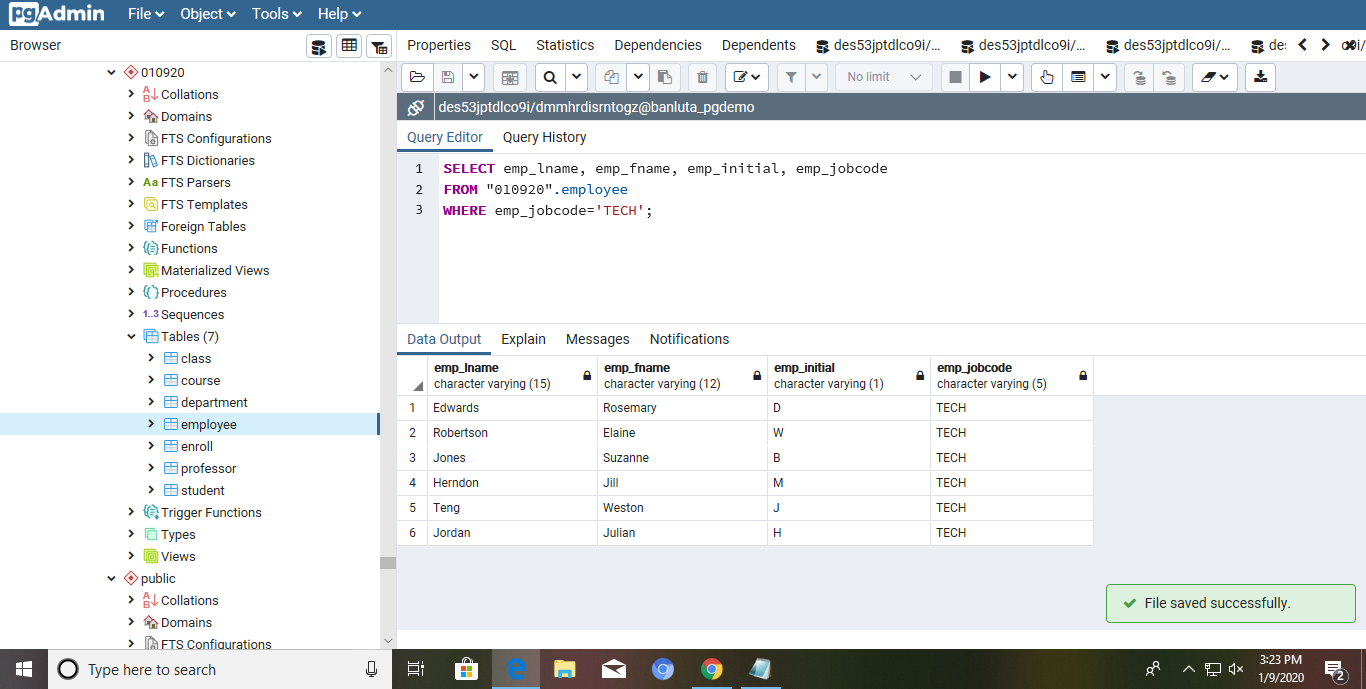 pgAdmin File Object Tools Help
Browser
Properties SQL Statistics Dependencies Dependents des53jptdlco9i/... des53jptdlco9i/... des53jptdlco9i/...
010920
Collations
Domains
FTS Configurations
FTS Dictionaries
Aa FTS Parsers
FTS Templates
Foreign Tables
Functions
Materialized Views
Procedures
1..3 Sequences
Tables (7)
class
course
department
employee
enroll
professor
student
Trigger Functions
Types
Views
public
Collations
Domains
FTS Configurations
No limit
des53jptdlco9i/dmmhrdisrntogz@banluta_pgdemo
Query Editor Query History
1 SELECT emp_lname, emp_fname, emp_initial, emp_jobcode
2 FROM "010920".employee
3 WHERE emp_jobcode='TECH';
Data Output Explain Messages Notifications
emp_lname emp_fname emp_initial emp_jobcode
character varying (15) character varying (12) character varying (1) character varying (5)
1 Edwards Rosemary D TECH
2 Robertson Elaine W TECH
3 Jones Suzanne B TECH
4 Herndon Jill M TECH
5 Teng Weston J TECH
6 Jordan Julian H TECH
File saved successfully.
Type here to search
3:23 PM
1/9/2020
2